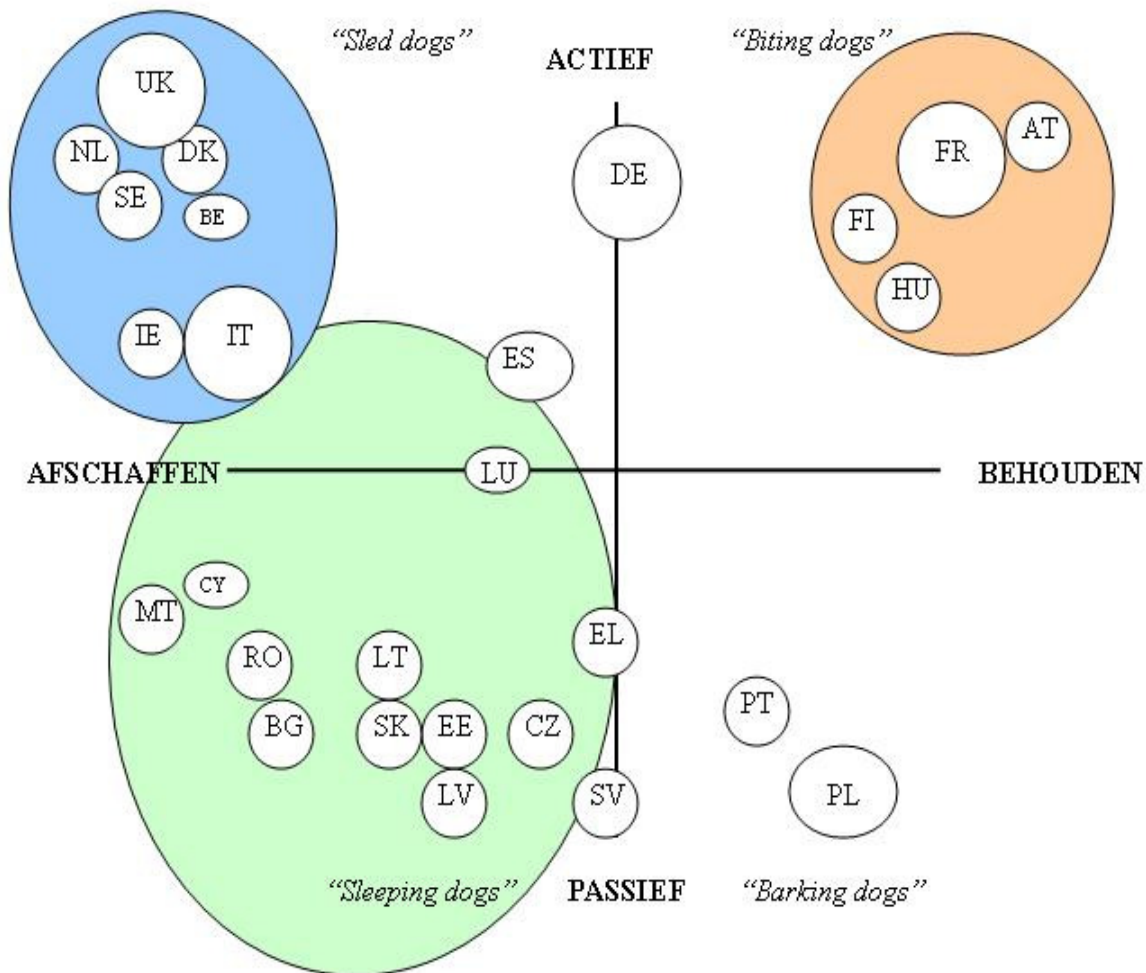 “Sled dogs”
“Biting dogs”
ACTIEF
UK
NL
DK
SE
BE
DE
FR
AT
FI
HU
IE
IT
ES
AFSCHAFFEN
LU
BEHOUDEN
CY
MT
EL
RO
LT
PT
BG
SK
EE
CZ
LV
SV
PL
“Sleeping dogs”
PASSIEF
“Barking dogs”